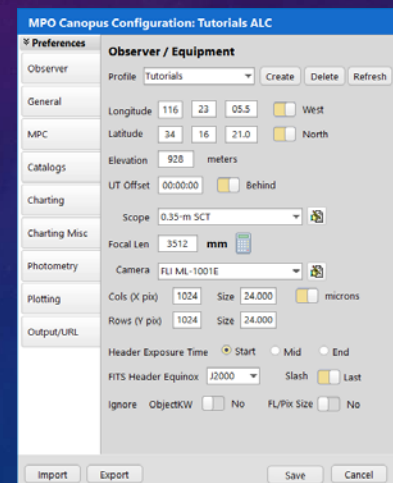 MPO Canopus Configuration: Tutorials ALC
Preferences
Observer
General
MPC
Catalogs
Charting
Charting Misc
Photometry
Plotting
Output/URL
Observer / Equipment
Profile Tutorials Create Delete Refresh
Longitude 116 23 05.5 West
Latitude 34 16 21.0 North
Elevation 928 meters
UT Offset 00:00:00 Behind
Scope 0.35-m SCT
Focal Len 3512 mm
Camera FLI ML-1001E
Cols (X pix) 1024 Size 24.000 microns
Rows (Y pix) 1024 Size 24.000
Header Exposure Time Start Mid End
FITS Header Equinox J2000 Slash Last
Ignore ObjectKW No FL/Pix Size No
Import Export Save Cancel